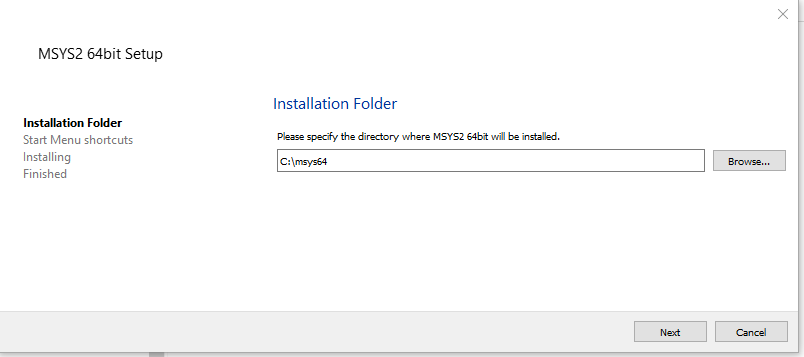 MSYS2 64bit Setup
Installation Folder
Start Menu shortcuts
Installing
Finished
Installation Folder
Please specify the directory where MSYS2 64bit will be installed.
C:\msys64
Browse...
Next
Cancel